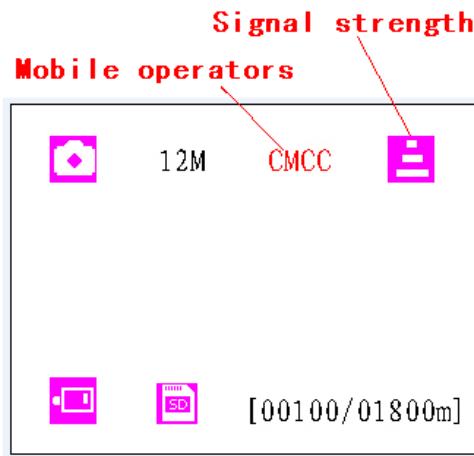 Signal strength
Mobile operators
12M CMCC
SD [00100/01800m]